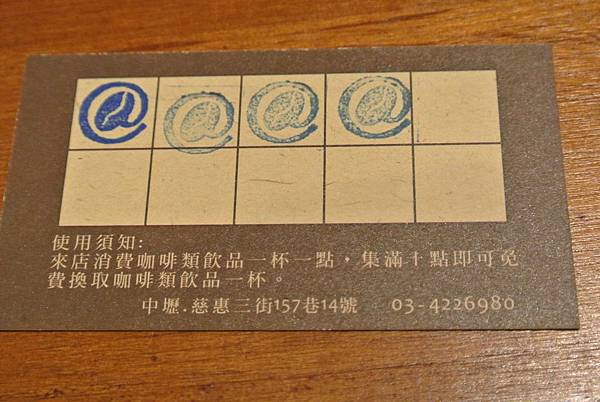 使用須知:
來店消費咖啡類飲品一杯一點，集滿十點即可免
費換取咖啡類飲品一杯。
中壢.慈惠三街157巷14號 03-4226980